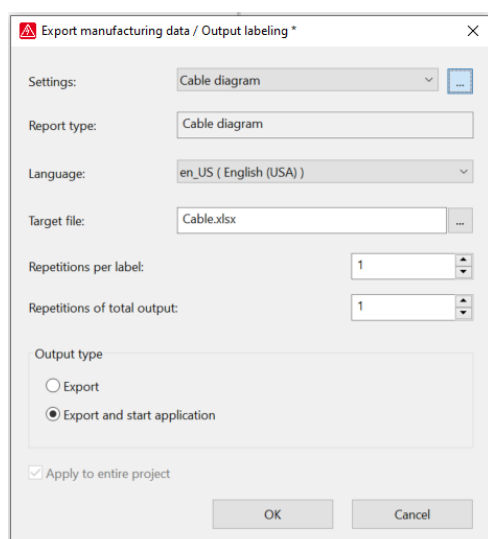 Export manufacturing data / Output labeling *
Settings: Cable diagram ...
Report type: Cable diagram
Language: en_US ( English (USA) )
Target file: Cable.xlsx ...
Repetitions per label: 1
Repetitions of total output: 1
Output type
Export
Export and start application
Apply to entire project
OK Cancel